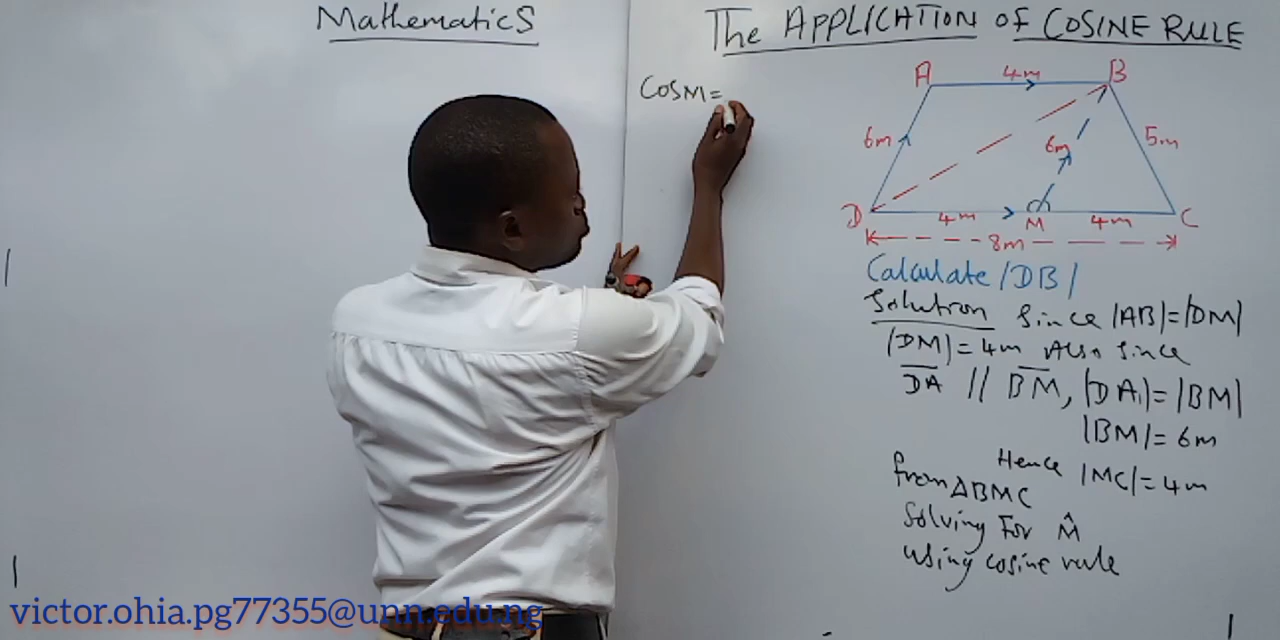 Mathematics
The APPLICATION OF COSINE RULE
COSM=
A
4m
B
6m
6m
5m
D
4m
M
4m
C
8m
Calculate /DB/
Solution Since |AB|=|DM|
|DM|=4m Also Since
DA // BM, |DA|=|BM|
|BM|=6m
Hence |MC|=4m
from ΔBMC
Solving For M̂
using cosine rule
victor.ohia.pg77355@unn.edu.ng